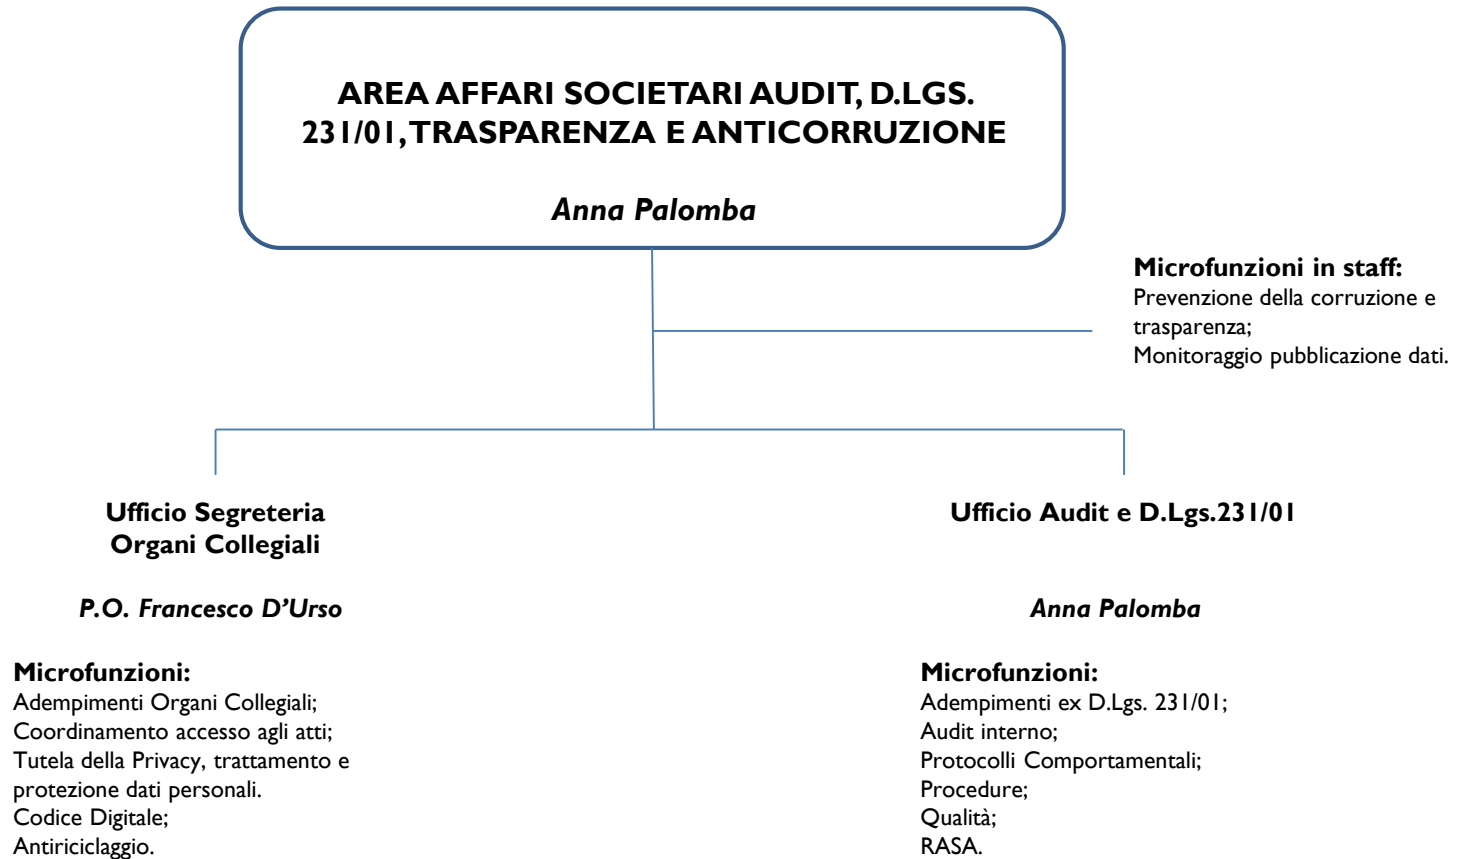 AREA AFFARI SOCIETARI AUDIT, D.LGS.
231/01, TRASPARENZA E ANTICORRUZIONE
Anna Palomba
Microfunzioni in staff:
Prevenzione della corruzione e
trasparenza;
Monitoraggio pubblicazione dati.
Ufficio Segreteria
Organi Collegiali
P.O. Francesco D’Urso
Microfunzioni:
Adempimenti Organi Collegiali;
Coordinamento accesso agli atti;
Tutela della Privacy, trattamento e
protezione dati personali.
Codice Digitale;
Antiriciclaggio.
Ufficio Audit e D.Lgs.231/01
Anna Palomba
Microfunzioni:
Adempimenti ex D.Lgs. 231/01;
Audit interno;
Protocolli Comportamentali;
Procedure;
Qualità;
RASA.